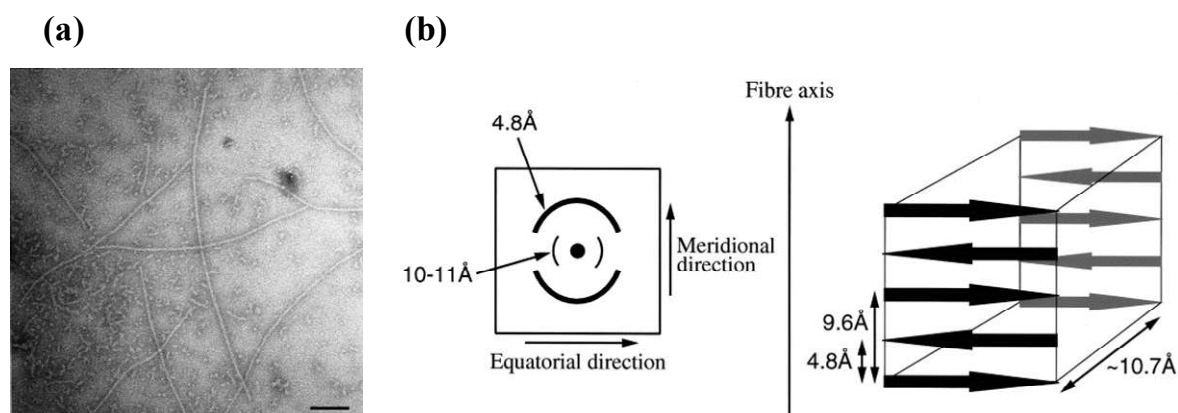 (a)
(b)
Fibre axis
4.8Å
10-11Å
Meridional
direction
Equatorial direction
9.6Å
4.8Å
~10.7Å